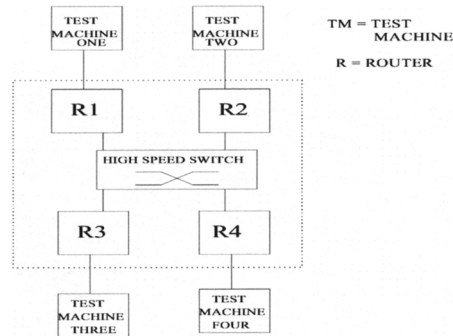 TEST
MACHINE
ONE
TEST
MACHINE
TWO
TM = TEST
MACHINE
R = ROUTER
R1
R2
HIGH SPEED SWITCH
R3
R4
TEST
MACHINE
THREE
TEST
MACHINE
FOUR